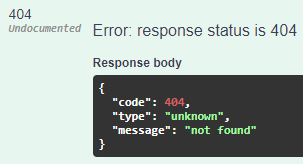 404
Undocumented
Error: response status is 404
Response body
{
  "code": 404,
  "type": "unknown",
  "message": "not found"
}